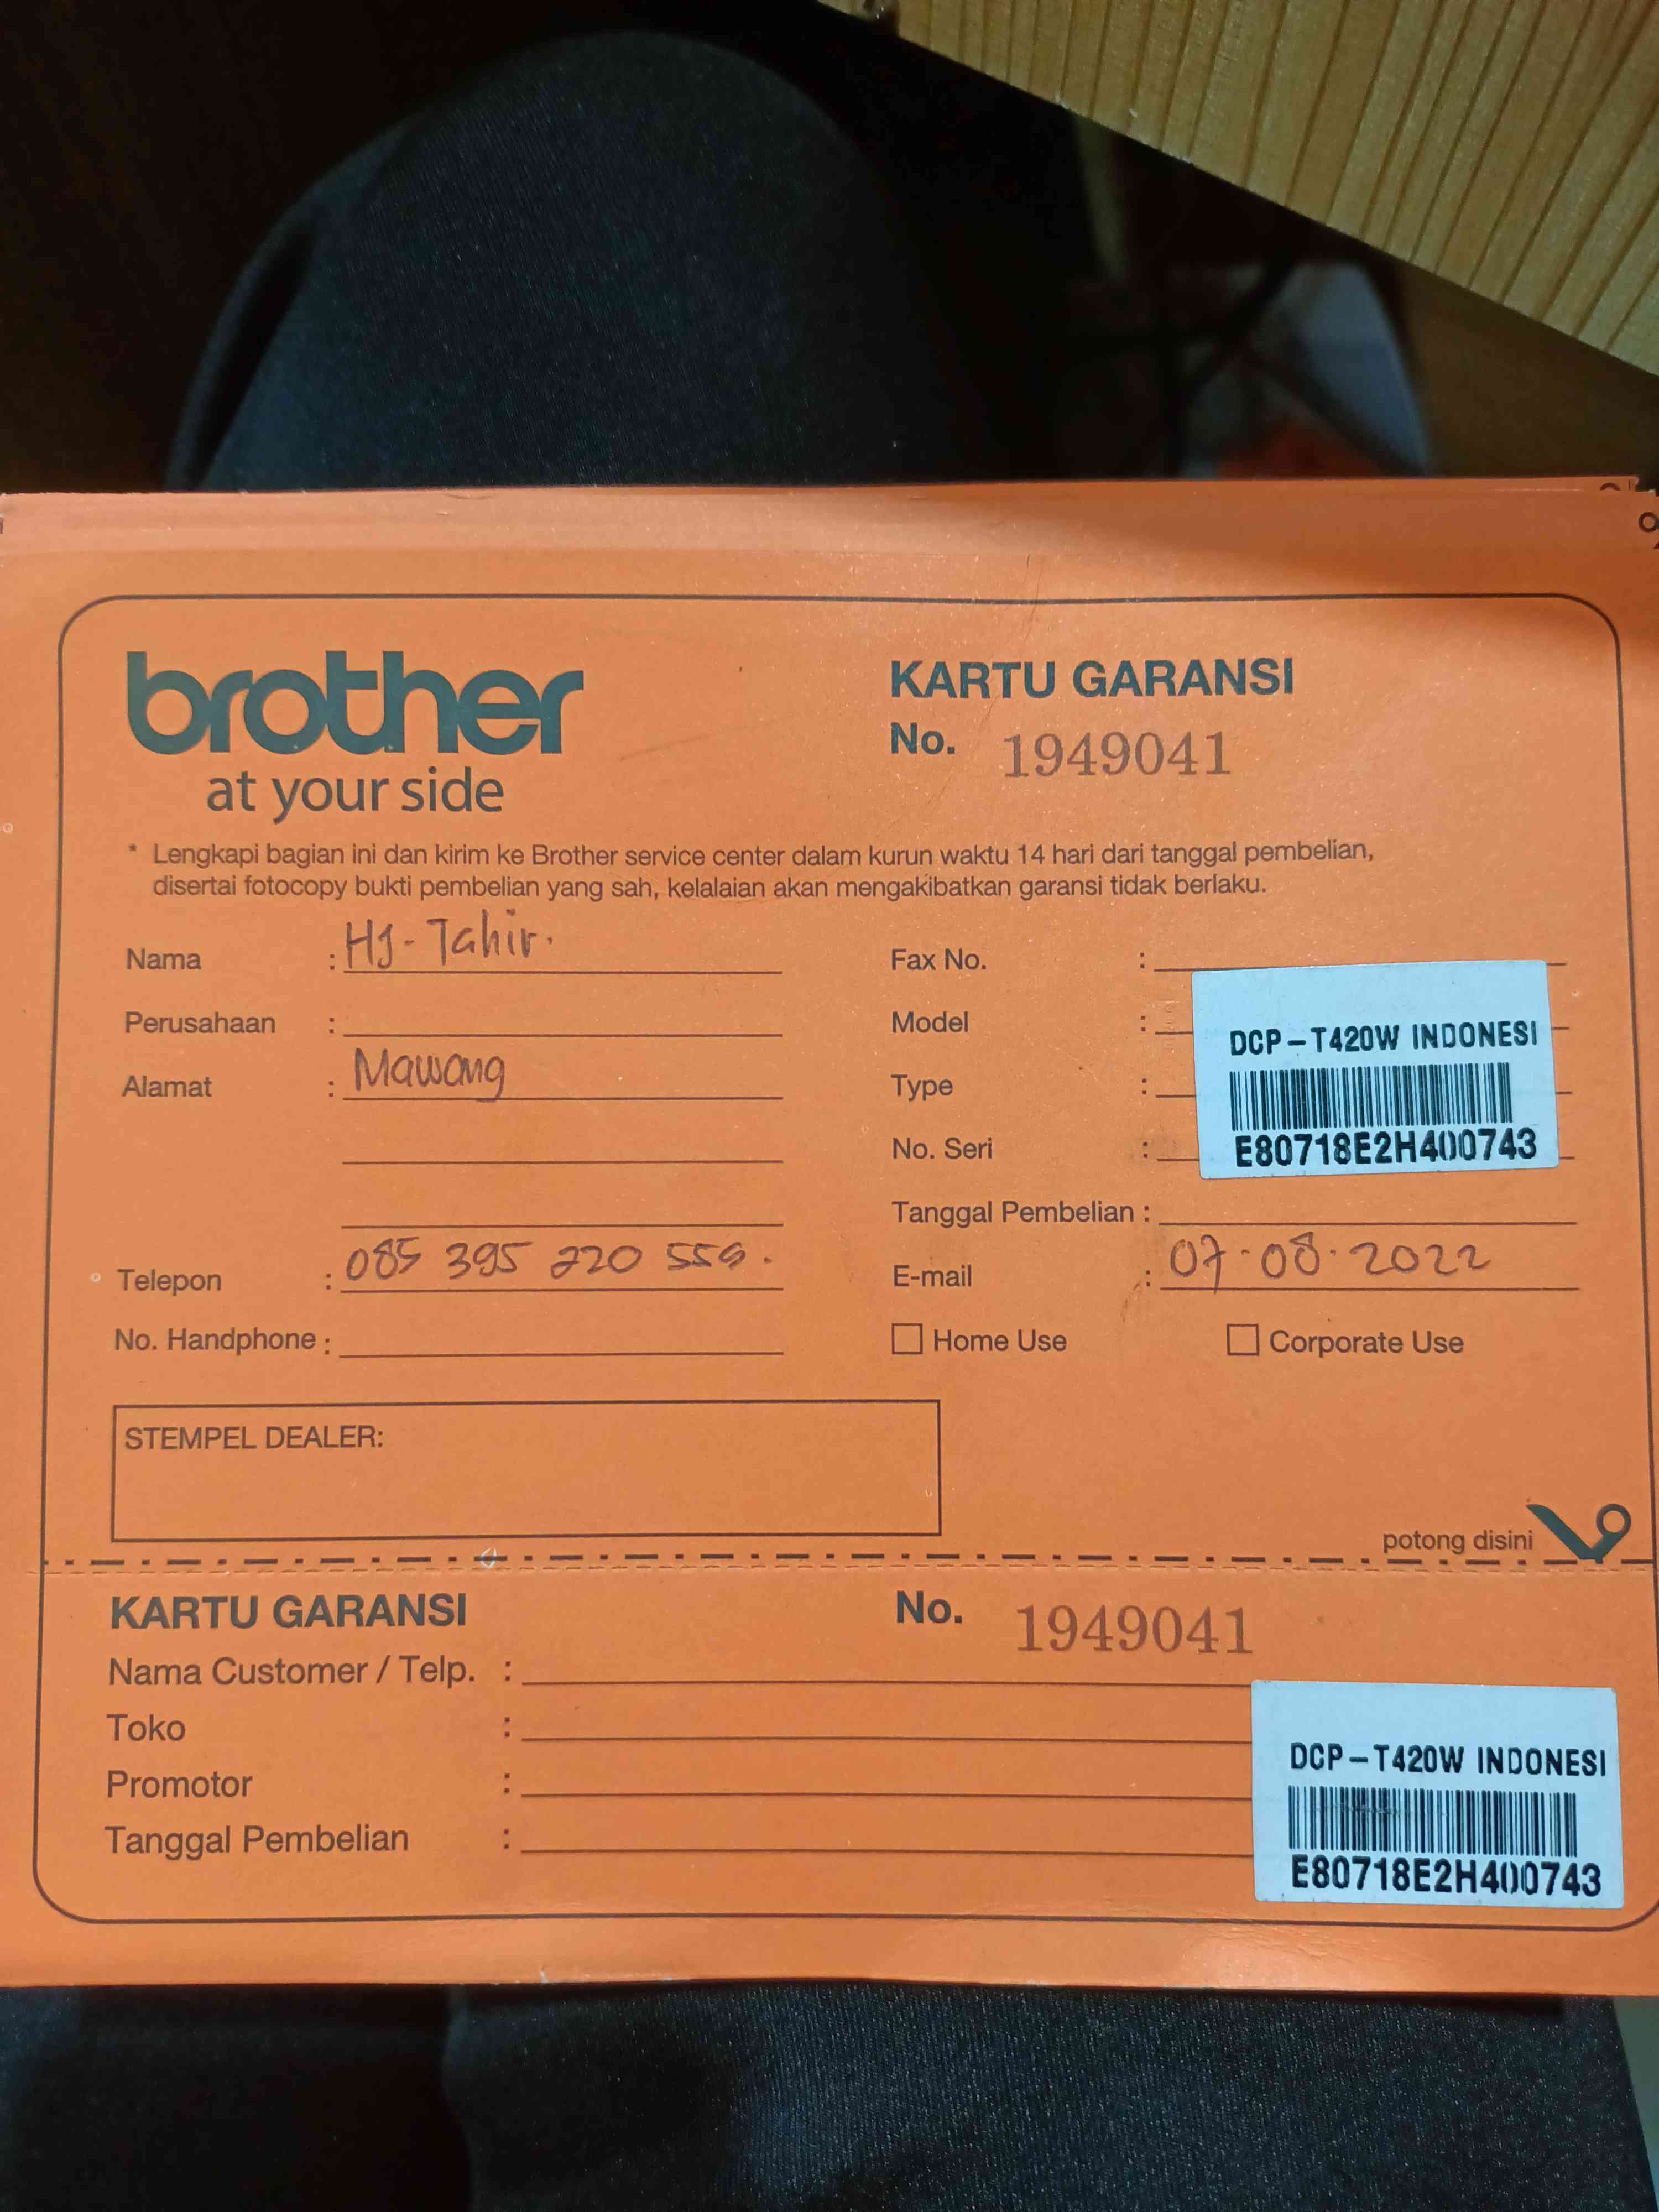 brother
at your side
KARTU GARANSI
No. 1949041
* Lengkapi bagian ini dan kirim ke Brother service center dalam kurun waktu 14 hari dari tanggal pembelian,
disertai fotocopy bukti pembelian yang sah, kelalaian akan mengakibatkan garansi tidak berlaku.
Nama : HJ. Tahir.
Perusahaan :
Alamat : Mawang
Telepon : 085 395 220 559.
No. Handphone :
Fax No. :
Model :
Type :
No. Seri :
DCP-T420W INDONESI
E80718E2H400743
Tanggal Pembelian :
E-mail : 07.08.2022
Home Use Corporate Use
STEMPEL DEALER:
potong disini
KARTU GARANSI No. 1949041
Nama Customer / Telp. :
Toko :
Promotor :
Tanggal Pembelian :
DCP-T420W INDONESI
E80718E2H400743